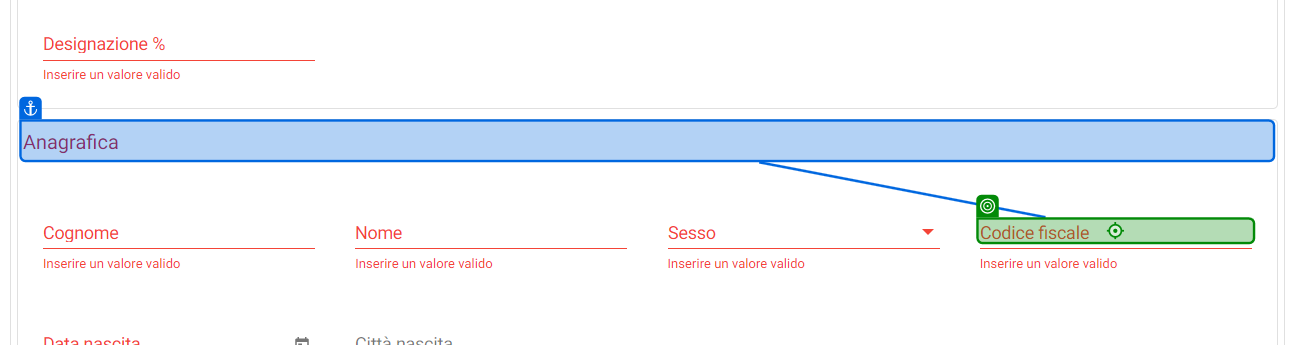 Designazione %
Inserire un valore valido
Anagrafica
Cognome Nome Sesso Codice fiscale
Inserire un valore valido Inserire un valore valido Inserire un valore valido Inserire un valore valido
Data nascita Città nascita